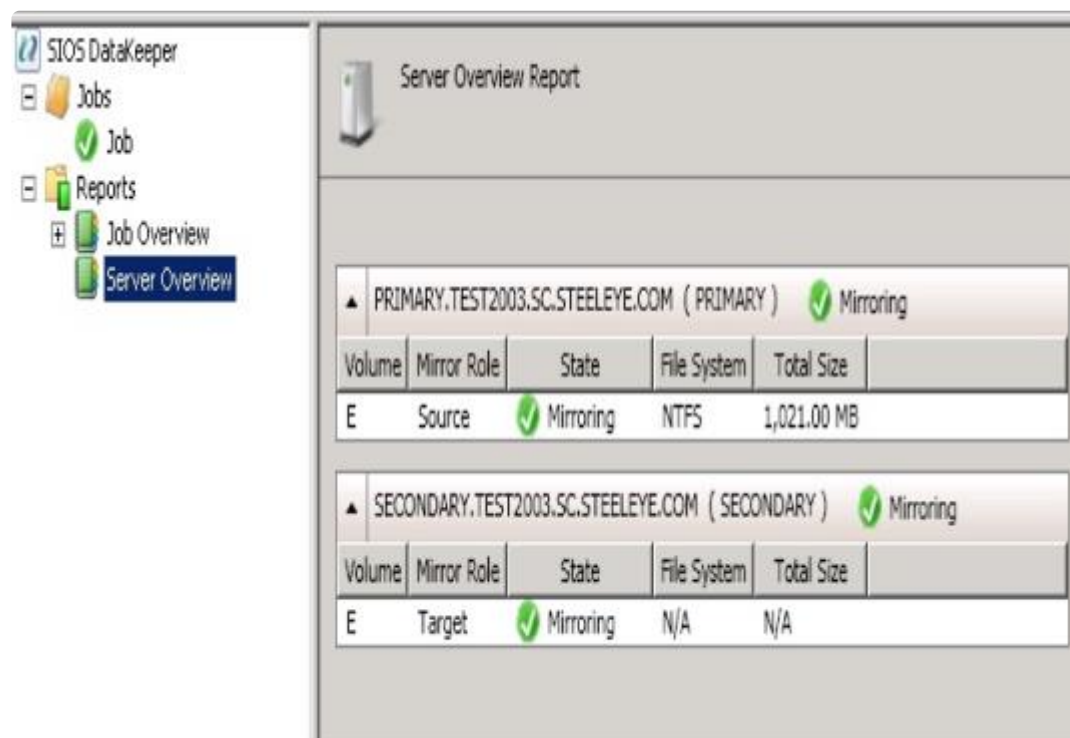 SIOS DataKeeper
Jobs
Job
Reports
Job Overview
Server Overview
Server Overview Report
PRIMARY.TEST2003.SC.STEELEYE.COM ( PRIMARY ) Mirroring
Volume Mirror Role State File System Total Size
E Source Mirroring NTFS 1,021.00 MB
SECONDARY.TEST2003.SC.STEELEYE.COM ( SECONDARY ) Mirroring
Volume Mirror Role State File System Total Size
E Target Mirroring N/A N/A